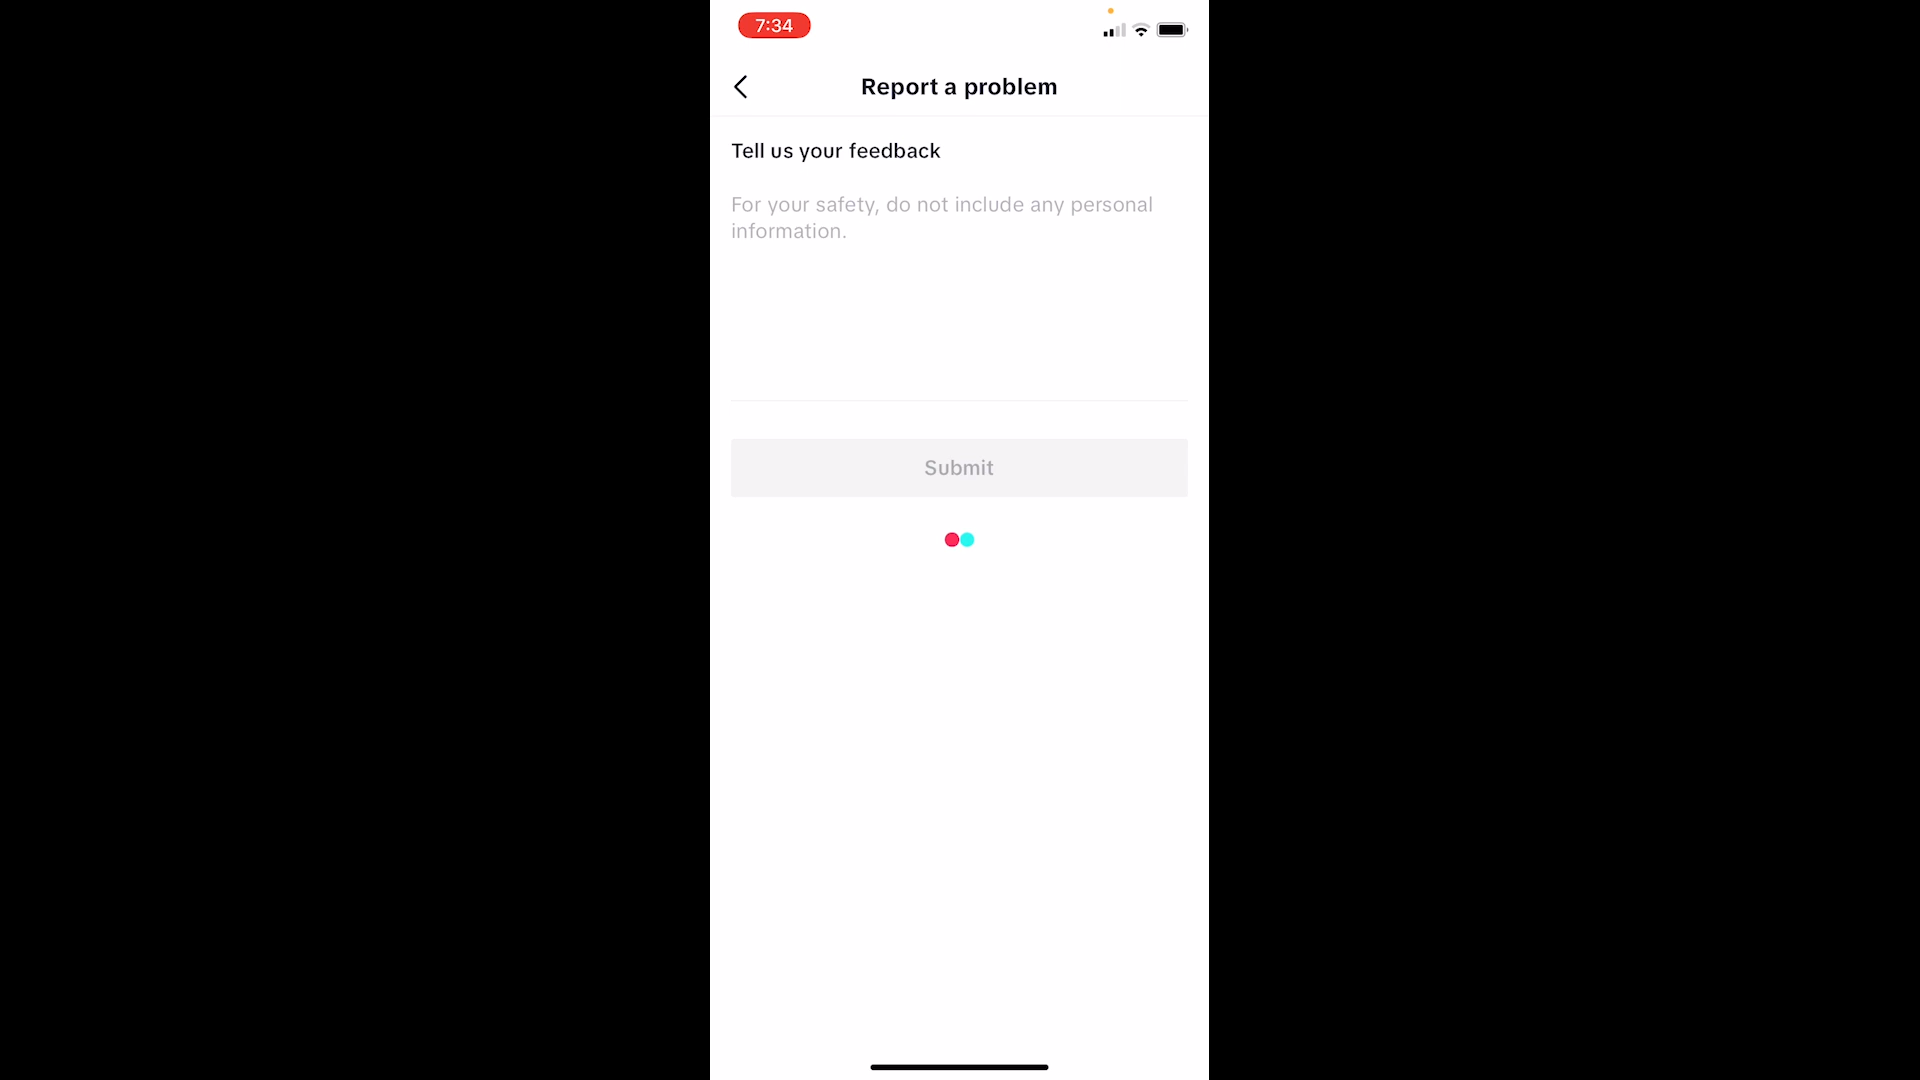 7:34
Report a problem
Tell us your feedback
For your safety, do not include any personal
information.
Submit